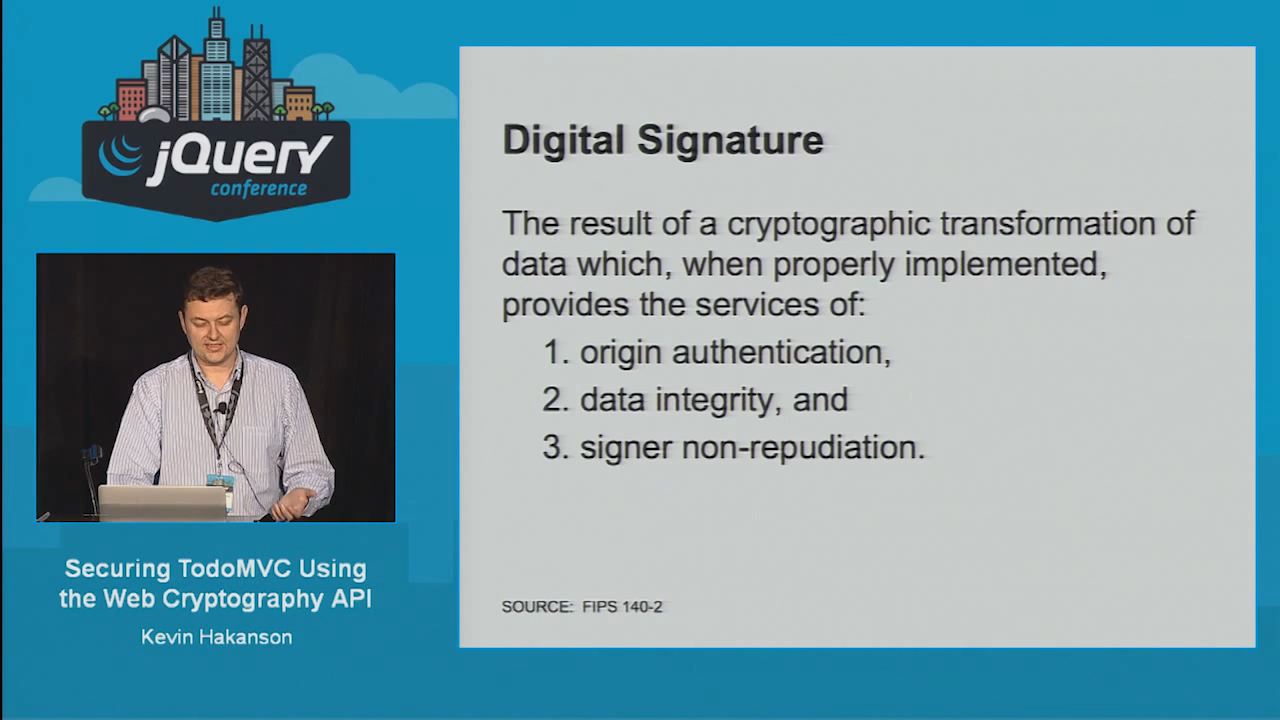 jQuery
conference
Securing TodoMVC Using
the Web Cryptography API
Kevin Hakanson
Digital Signature
The result of a cryptographic transformation of
data which, when properly implemented,
provides the services of:
1. origin authentication,
2. data integrity, and
3. signer non-repudiation.
SOURCE: FIPS 140-2